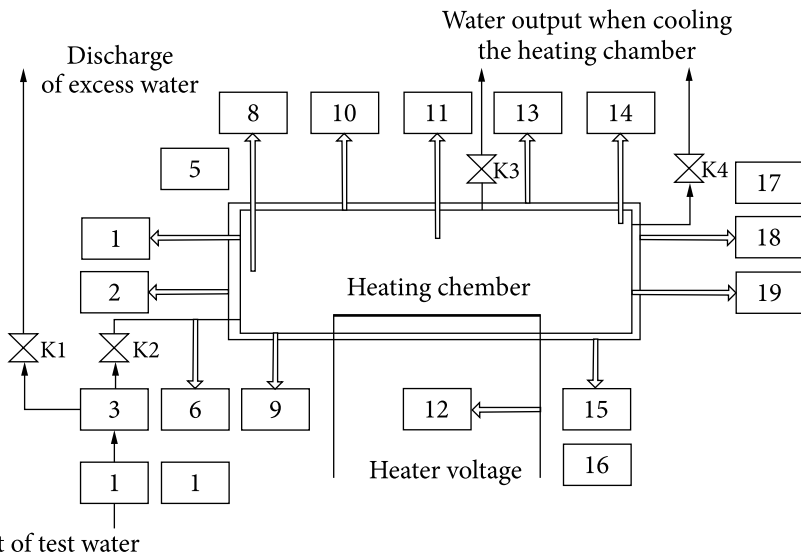 Water output when cooling
the heating chamber
Discharge
of excess water
8
10
11
13
14
5
K3
K4
17
1
18
2
Heating chember
19
K1
K2
3
6
9
12
15
Heater voltage
16
1
1
of test water